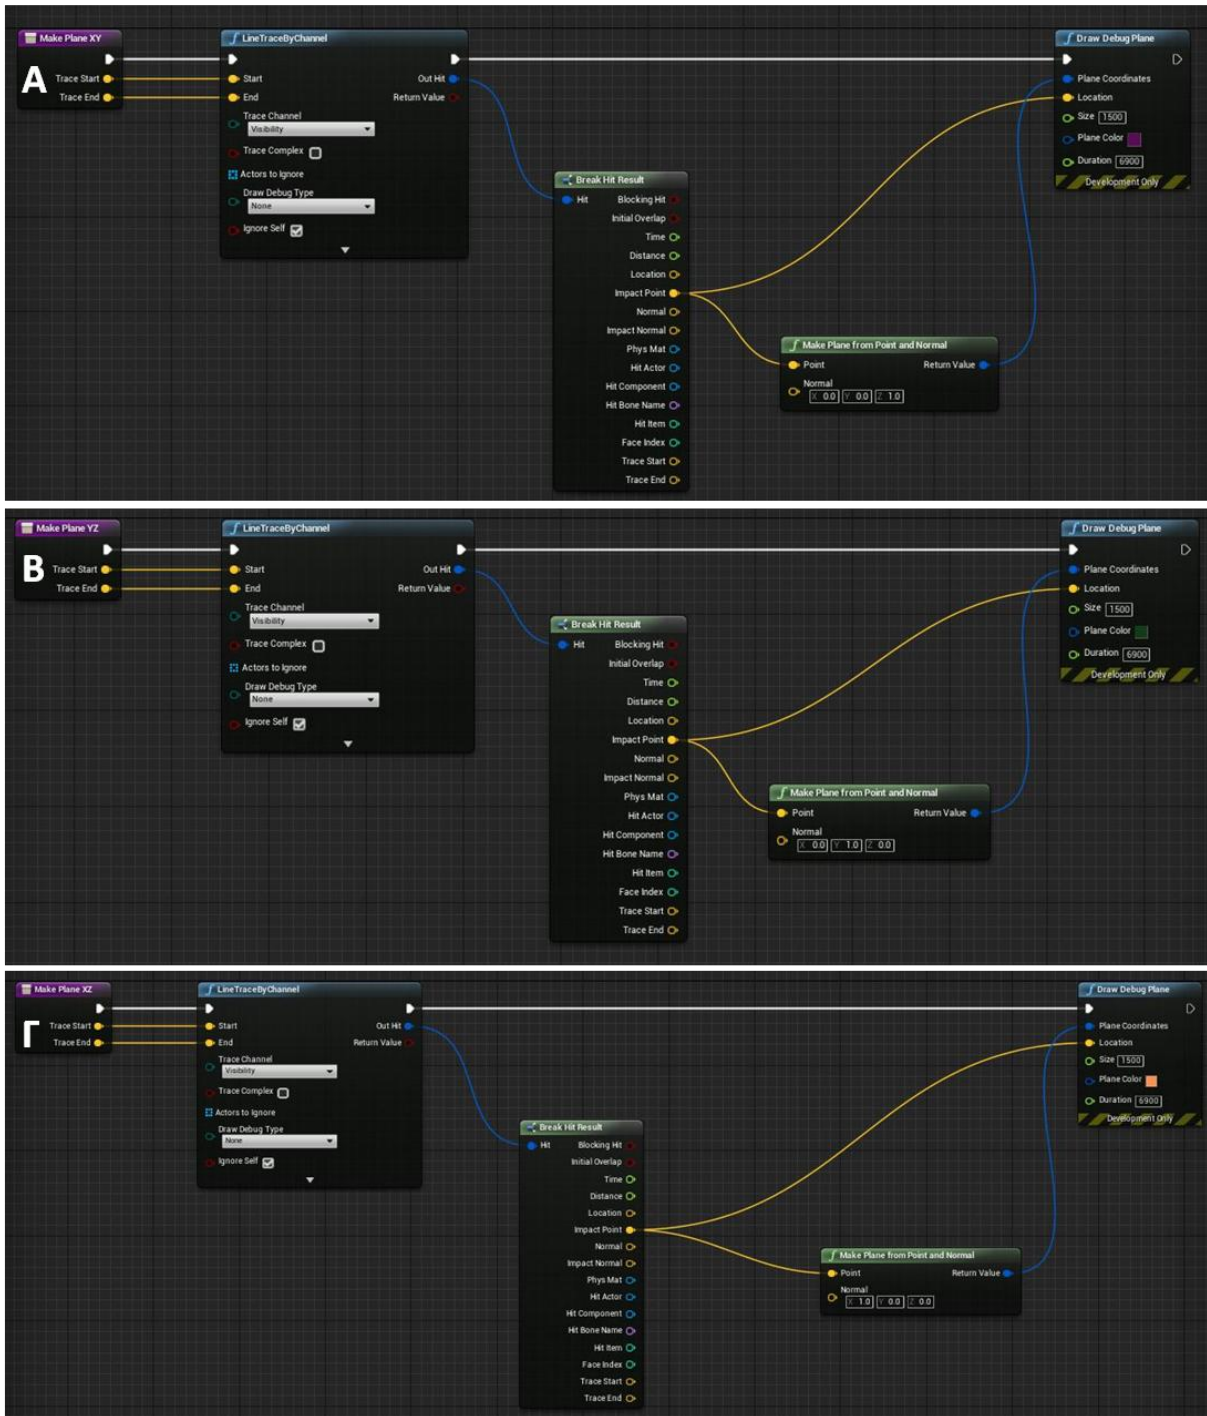 Make Plane XY
Trace Start
Trace End
A
LineTraceByChannel
Start
Out Hit
End
Return Value
Trace Channel
Visibility
Trace Complex
Actors to Ignore
Draw Debug Type
None
Ignore Self
Break Hit Result
Hit
Blocking Hit
Initial Overlap
Time
Distance
Location
Impact Point
Normal
Impact Normal
Phys Mat
Hit Actor
Hit Component
Hit Bone Name
Hit Item
Face Index
Trace Start
Trace End
Make Plane from Point and Normal
Point
Return Value
Normal
X 0.0 Y 0.0 Z 1.0
Draw Debug Plane
Plane Coordinates
Location
Size 1500
Plane Color
Duration 6900
Development Only
Make Plane YZ
Trace Start
Trace End
B
LineTraceByChannel
Start
Out Hit
End
Return Value
Trace Channel
Visibility
Trace Complex
Actors to Ignore
Draw Debug Type
None
Ignore Self
Break Hit Result
Hit
Blocking Hit
Initial Overlap
Time
Distance
Location
Impact Point
Normal
Impact Normal
Phys Mat
Hit Actor
Hit Component
Hit Bone Name
Hit Item
Face Index
Trace Start
Trace End
Make Plane from Point and Normal
Point
Return Value
Normal
X 0.0 Y 1.0 Z 0.0
Draw Debug Plane
Plane Coordinates
Location
Size 1500
Plane Color
Duration 6900
Development Only
Make Plane XZ
Trace Start
Trace End
Г
LineTraceByChannel
Start
Out Hit
End
Return Value
Trace Channel
Visibility
Trace Complex
Actors to Ignore
Draw Debug Type
None
Ignore Self
Break Hit Result
Hit
Blocking Hit
Initial Overlap
Time
Distance
Location
Impact Point
Normal
Impact Normal
Phys Mat
Hit Actor
Hit Component
Hit Bone Name
Hit Item
Face Index
Trace Start
Trace End
Make Plane from Point and Normal
Point
Return Value
Normal
X 1.0 Y 0.0 Z 0.0
Draw Debug Plane
Plane Coordinates
Location
Size 1500
Plane Color
Duration 6900
Development Only